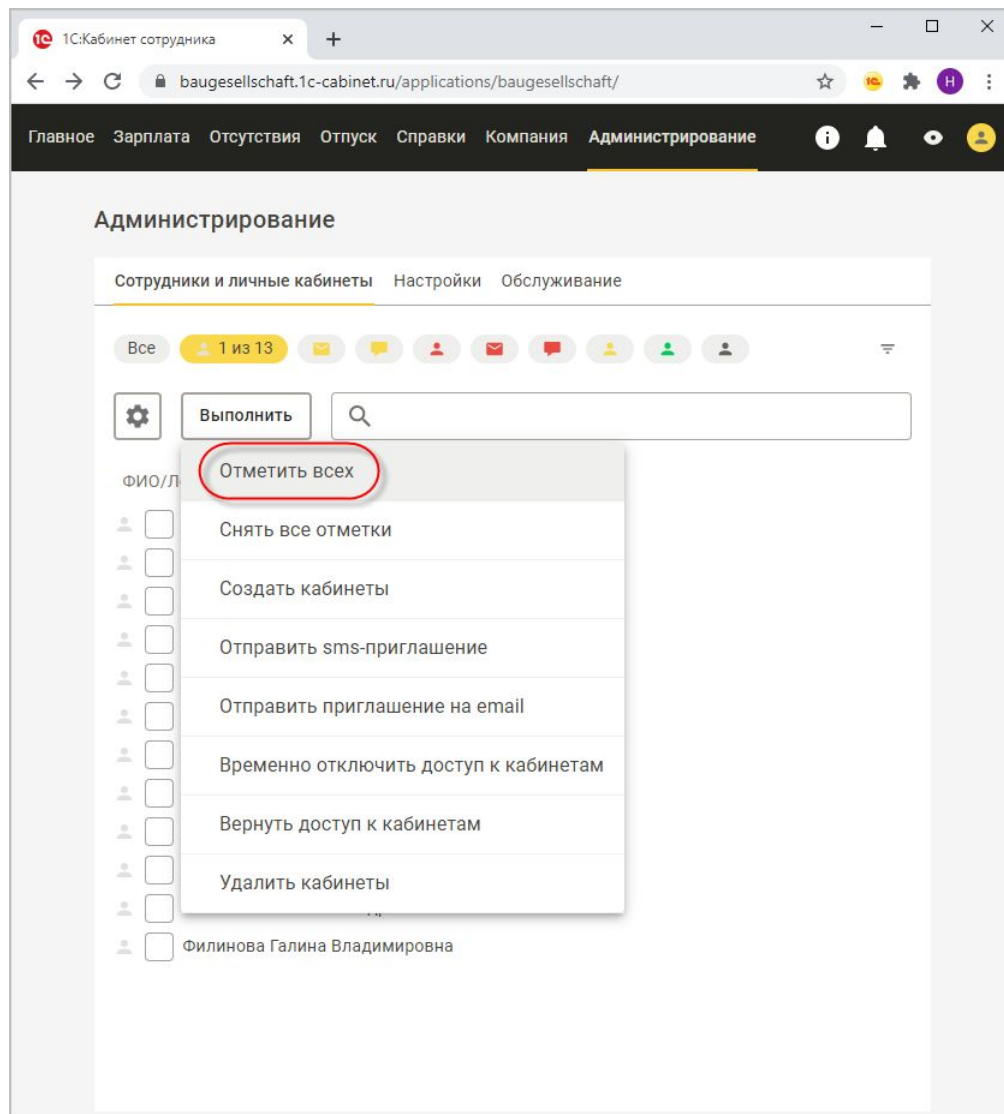 1С:Кабинет сотрудника
baugesellschaft.1c-cabinet.ru/applications/baugesellschaft/
Н
Главное Зарплата Отсутствия Отпуск Справки Компания Администрирование
Администрирование
Сотрудники и личные кабинеты Настройки Обслуживание
Все 1 из 13
Выполнить
ФИО/Л
Отметить всех
Снять все отметки
Создать кабинеты
Отправить sms-приглашение
Отправить приглашение на email
Временно отключить доступ к кабинетам
Вернуть доступ к кабинетам
Удалить кабинеты
Филинова Галина Владимировна